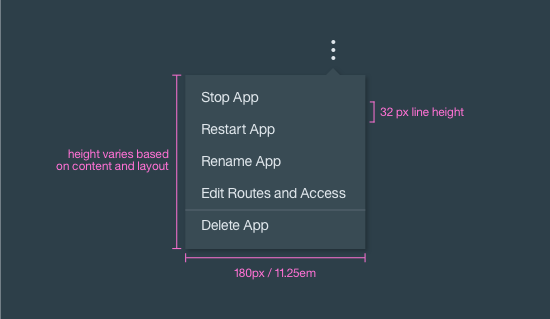 Stop App
32 px line height
Restart App
height varies based
on content and layout
Rename App
Edit Routes and Access
Delete App
180px / 11.25em